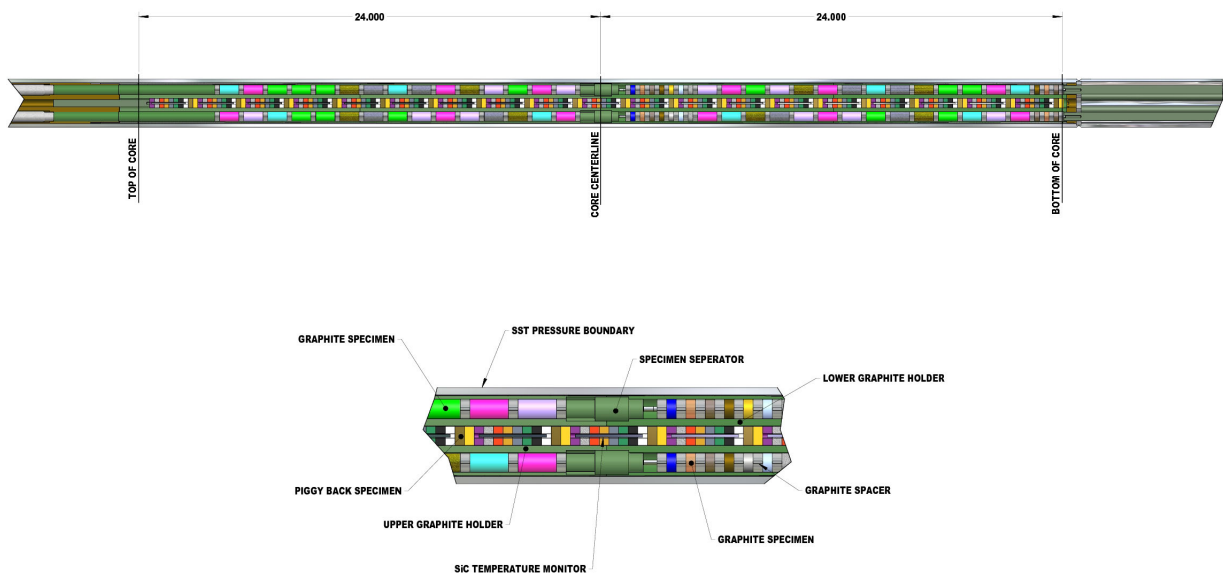 24.000
24.000
TOP OF CORE
CORE CENTERLINE
BOTTOM OF CORE
SST PRESSURE BOUNDARY
GRAPHITE SPECIMEN
SPECIMEN SEPERATOR
LOWER GRAPHITE HOLDER
PIGGY BACK SPECIMEN
GRAPHITE SPACER
UPPER GRAPHITE HOLDER
GRAPHITE SPECIMEN
SiC TEMPERATURE MONITOR